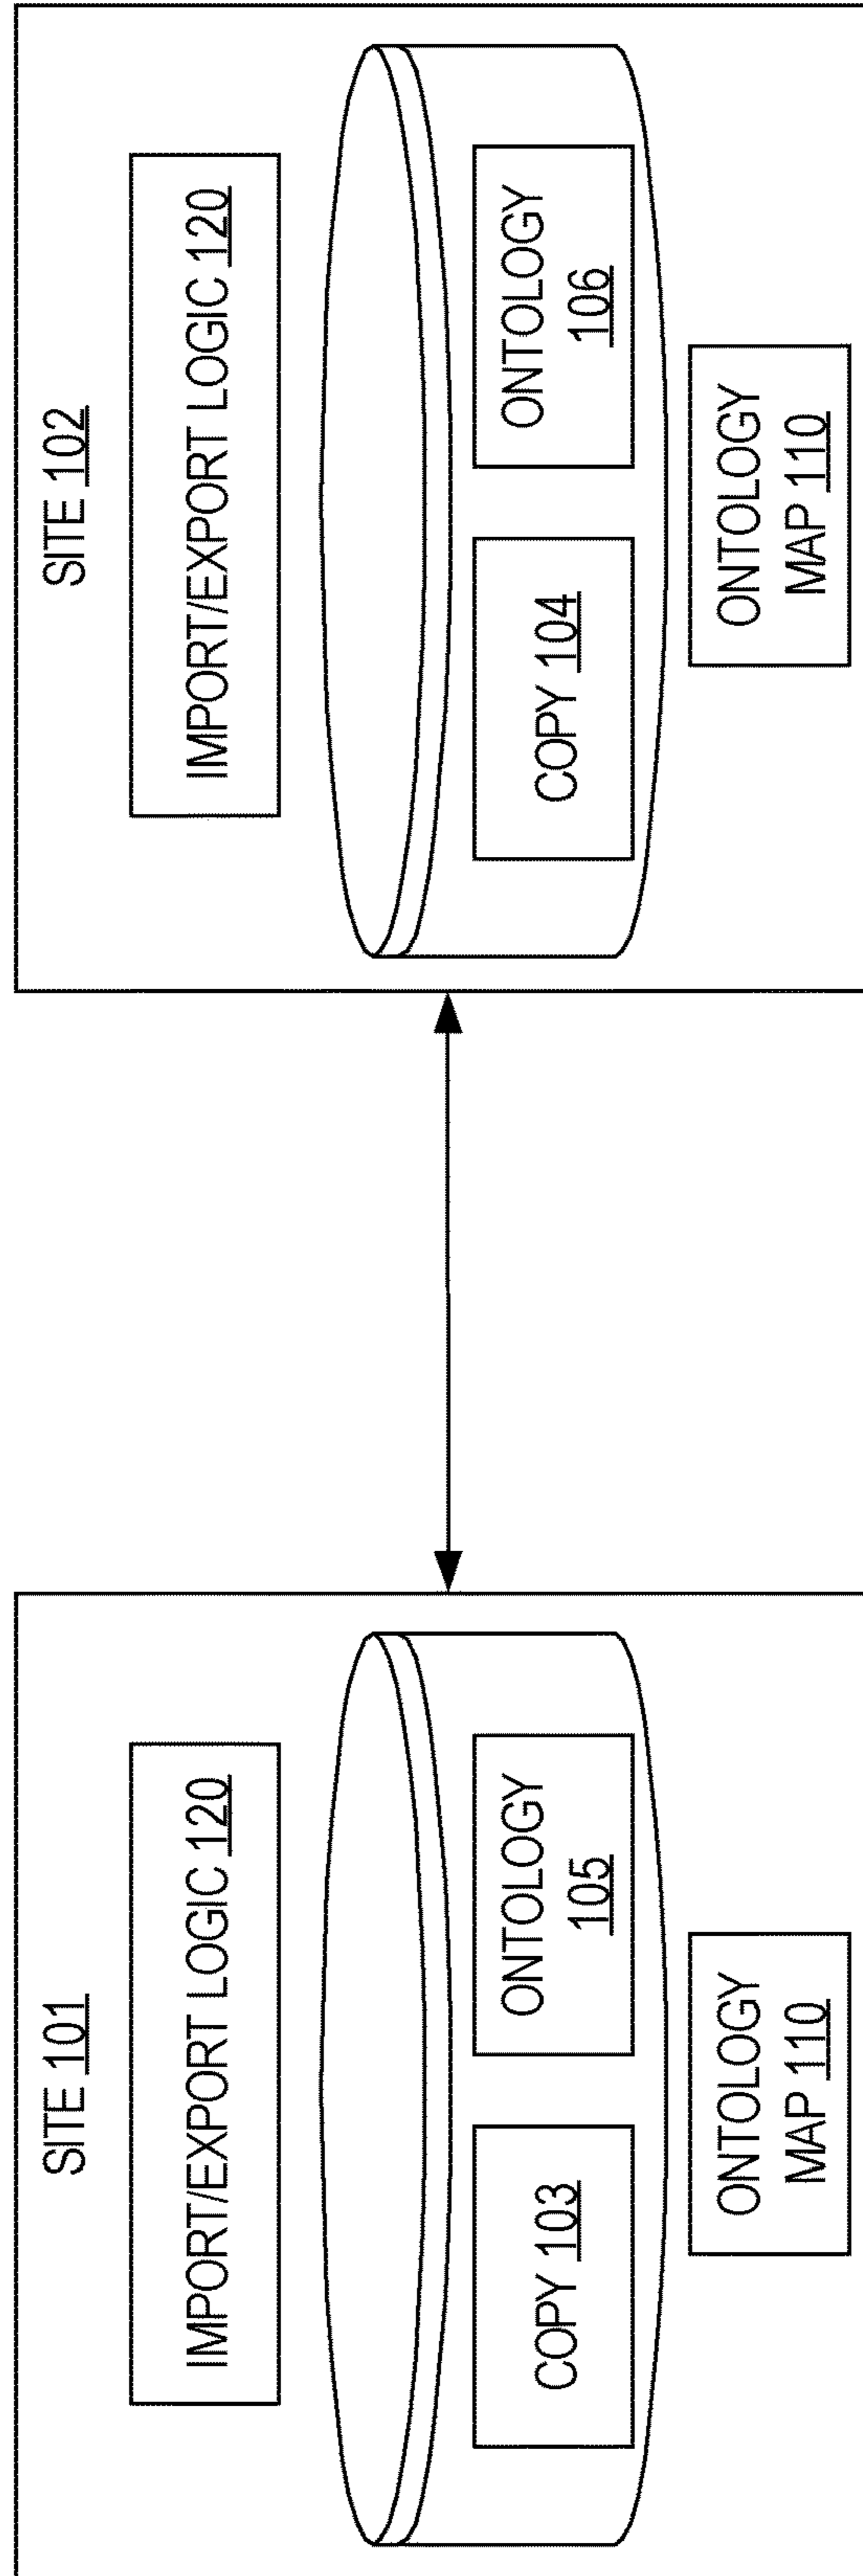 SITE 101
IMPORT/EXPORT LOGIC 120
COPY 103
ONTOLOGY
105
ONTOLOGY
MAP 110
SITE 102
IMPORT/EXPORT LOGIC 120
COPY 104
ONTOLOGY
106
ONTOLOGY
MAP 110